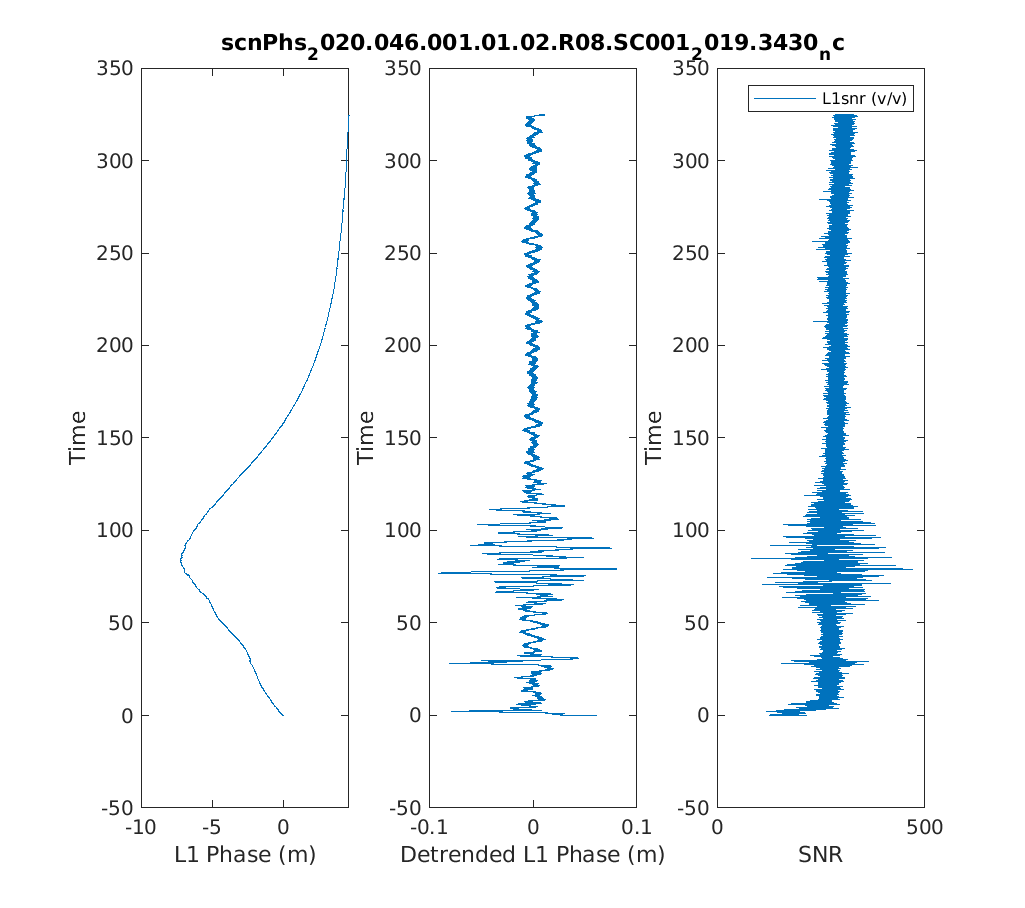 scnPhs2020.046.001.01.02.R08.SC0012019.3430nc
350
300
250
200
150
100
50
0
-50
Time
-10 -5 0
L1 Phase (m)
350
300
250
200
150
100
50
0
-50
Time
-0.1 0 0.1
Detrended L1 Phase (m)
350
300
250
200
150
100
50
0
-50
Time
L1snr (v/v)
0 500
SNR